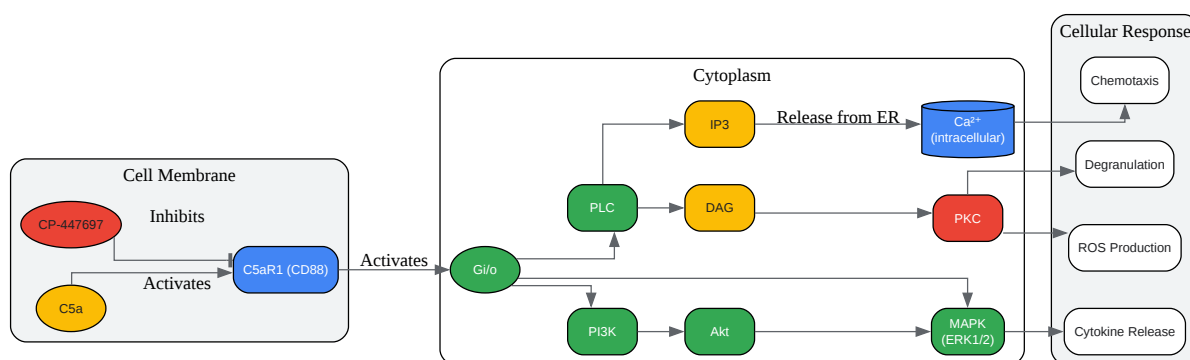 Cellular Response
Cytoplasm
Chemotaxis
IP3
Release from ER
Ca²⁺
(intracellular)
Degranulation
Cell Membrane
CP-447697
Inhibits
PLC
DAG
PKC
ROS Production
C5aR1 (CD88)
Activates
Gi/o
Activates
C5a
PI3K
Akt
MAPK
(ERK1/2)
Cytokine Release